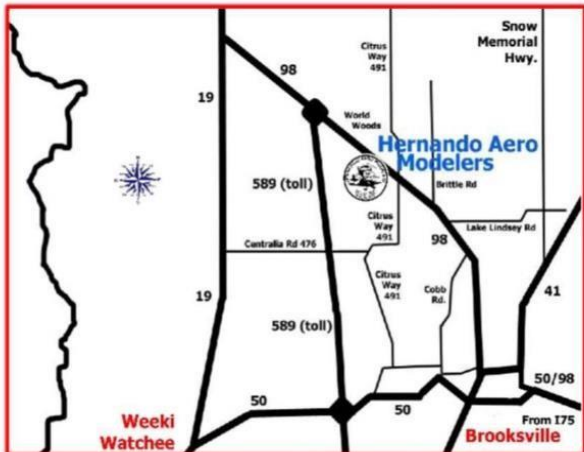 Snow
Memorial
Hwy.
Citrus
Way
491
98
19
World
Woods
Hernando Aero
Modelers
589 (toll)
Brittle Rd
Citrus
Way
491
Lake Lindsey Rd
98
Centralia Rd 476
Citrus
Way
491
Cobb
Rd.
19
41
589 (toll)
50/98
50
50
From I75
Weeki
Watchee
Brooksville